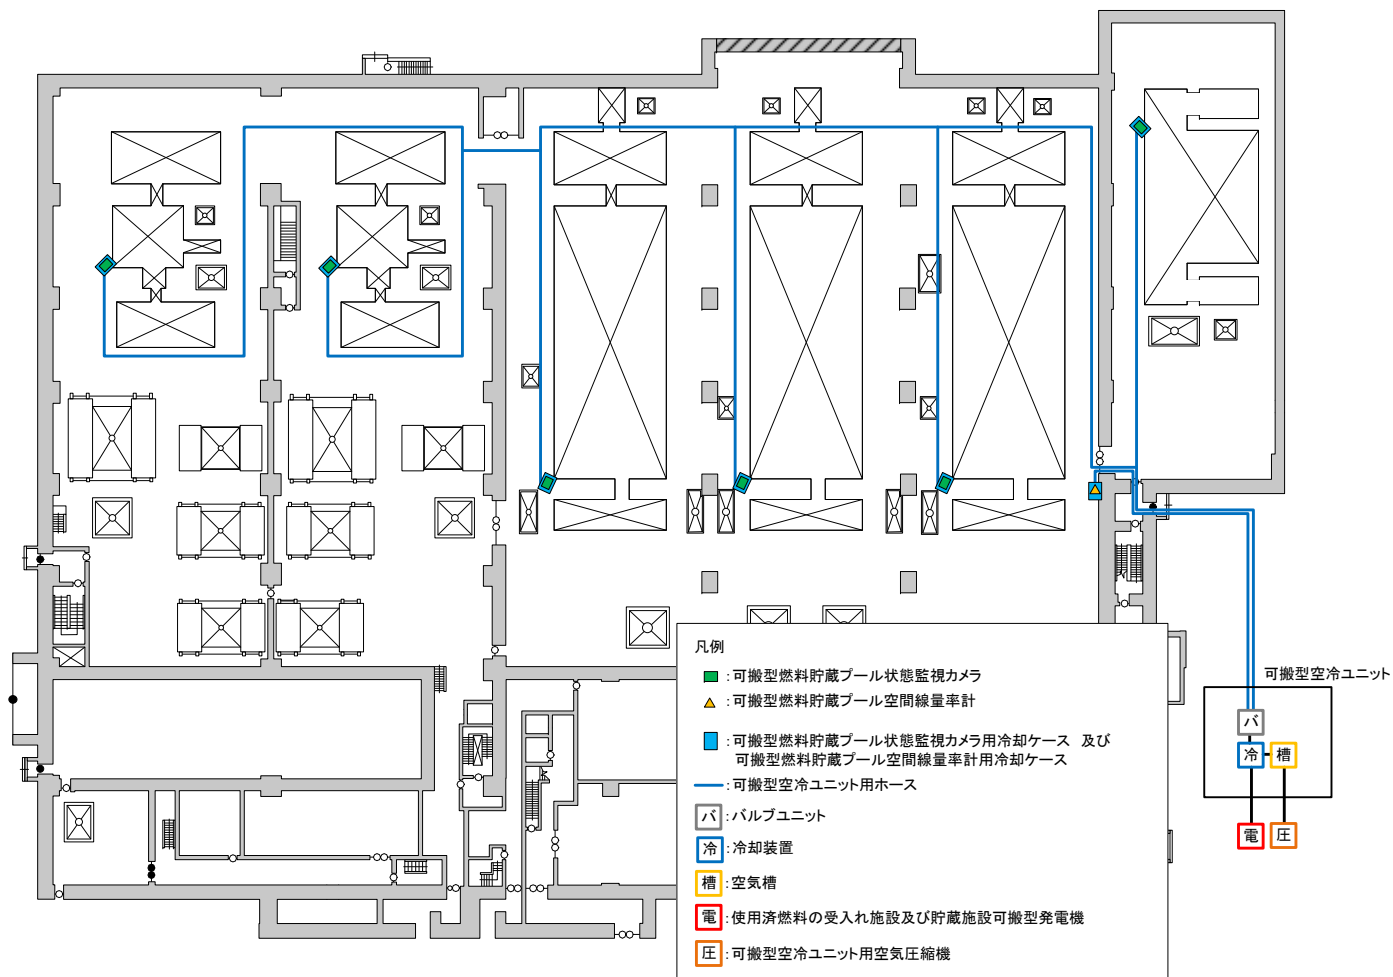 凡例
:可搬型燃料貯蔵プール状態監視カメラ
:可搬型燃料貯蔵プール空間線量率計
:可搬型燃料貯蔵プール状態監視カメラ用冷却ケース 及び
可搬型燃料貯蔵プール空間線量率計用冷却ケース
:可搬型空冷ユニット用ホース
バ:バルブユニット
冷:冷却装置
槽:空気槽
電:使用済燃料の受入れ施設及び貯蔵施設可搬型発電機
圧:可搬型空冷ユニット用空気圧縮機
可搬型空冷ユニット
バ
冷 槽
電 圧